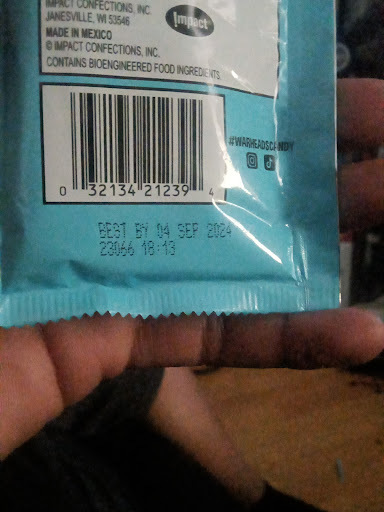 IMPACT CONFECTIONS, INC.
JANESVILLE, WI 53546
Impact
MADE IN MEXICO
© IMPACT CONFECTIONS, INC.
CONTAINS BIOENGINEERED FOOD INGREDIENTS
#WARHEADSCANDY
0 32134 21239 4
BEST BY 04 SEP 2024
23066 18:13